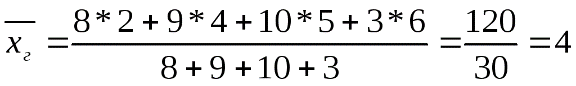 x̅г = (8*2+9*4+10*5+3*6)/(8+9+10+3) = 120/30 = 4